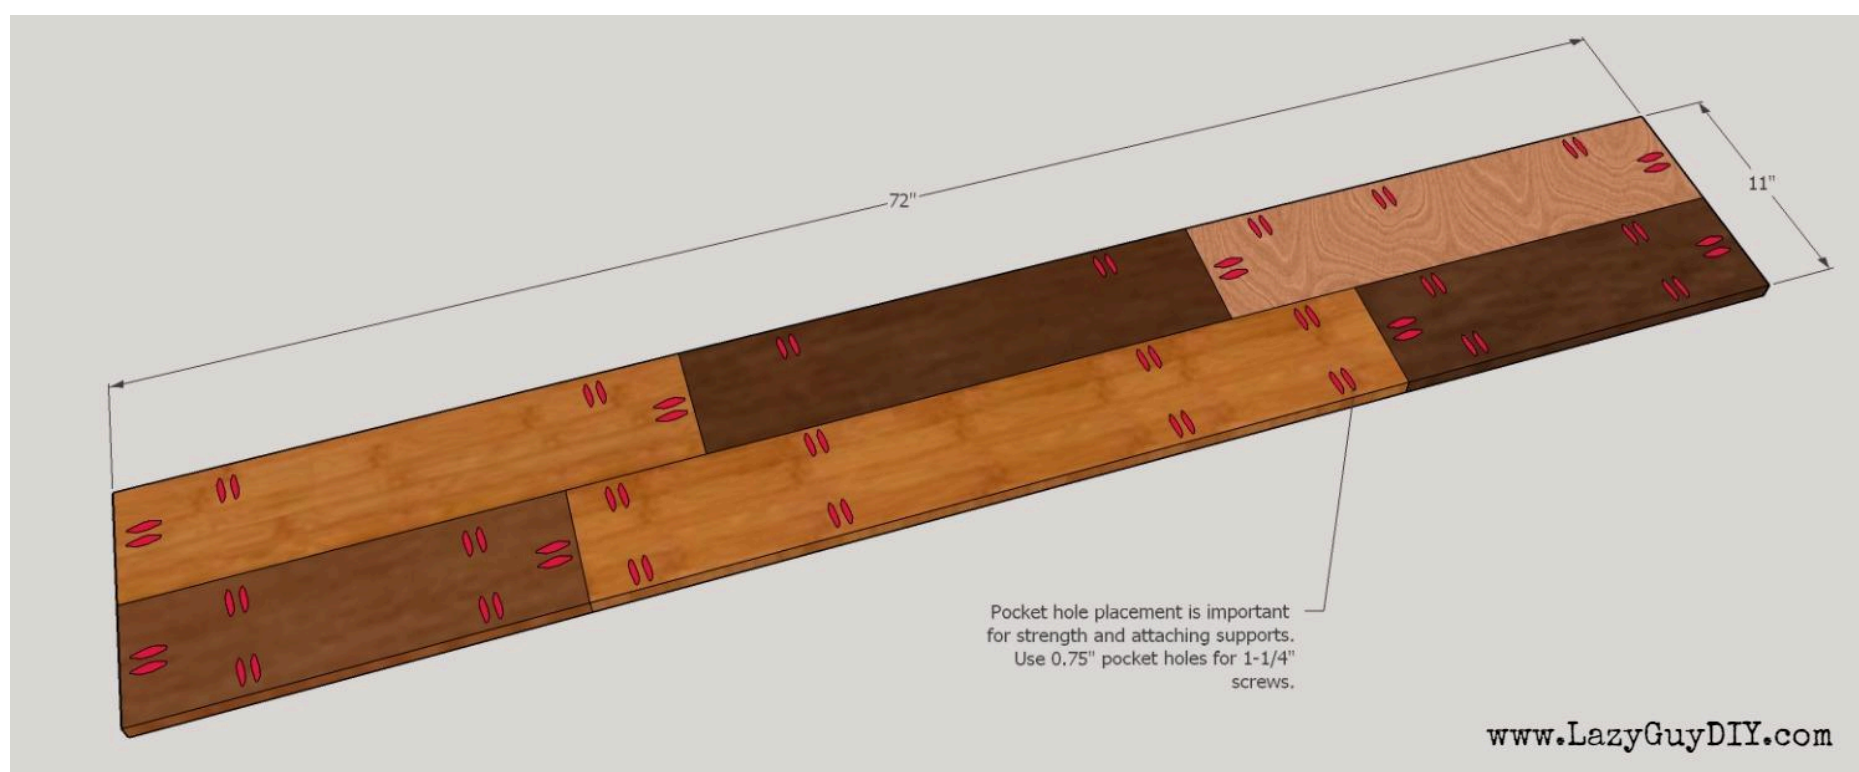 72"
11"
Pocket hole placement is important
for strength and attaching supports.
Use 0.75" pocket holes for 1-1/4"
screws.
www.LazyGuyDIY.com